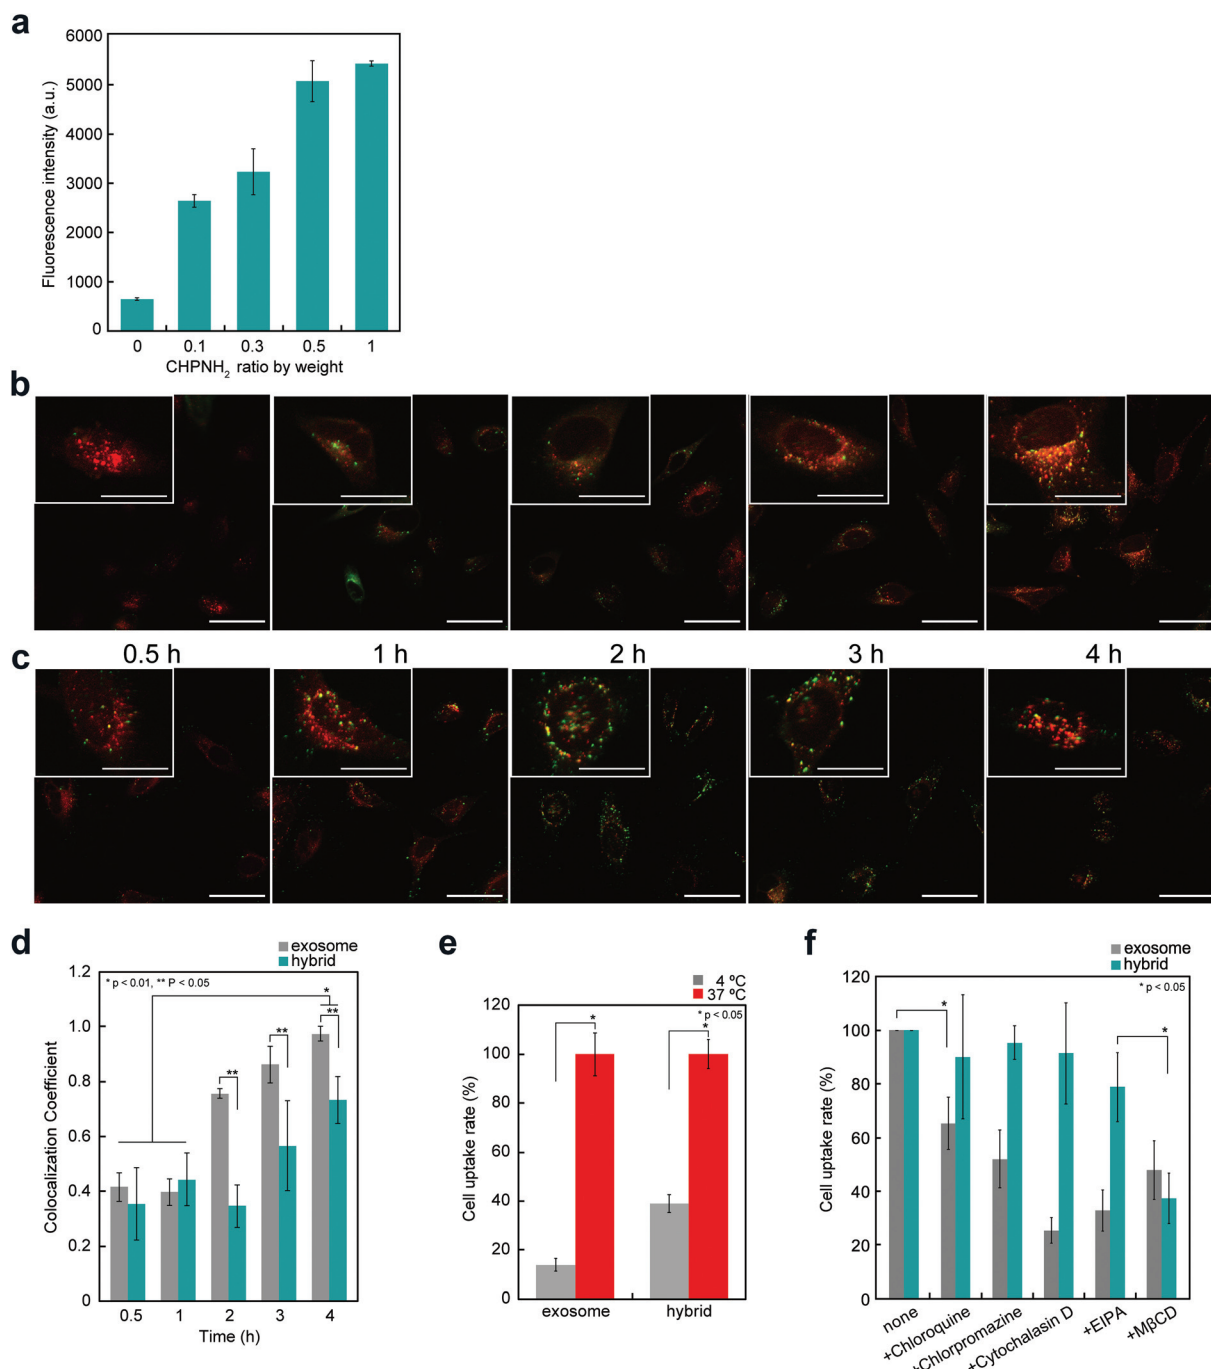 a
6000
5000
4000
3000
2000
1000
0
Fluorescence intensity (a.u.)
0 0.1 0.3 0.5 1
CHPNH2 ratio by weight
b
c
0.5 h 1 h 2 h 3 h 4 h
d
exosome
hybrid
* p < 0.01, ** P < 0.05
1.2
1.0
0.8
0.6
0.4
0.2
0
Colocalization Coefficient
** ** * **
0.5 1 2 3 4
Time (h)
e
4 ºC
37 ºC
* p < 0.05
120
100
80
60
40
20
0
Cell uptake rate (%)
* *
exosome hybrid
f
exosome
hybrid
* p < 0.05
120
100
80
60
40
20
0
Cell uptake rate (%)
* *
none
+Chloroquine
+Chlorpromazine
+Cytochalasin D
+EIPA
+MβCD